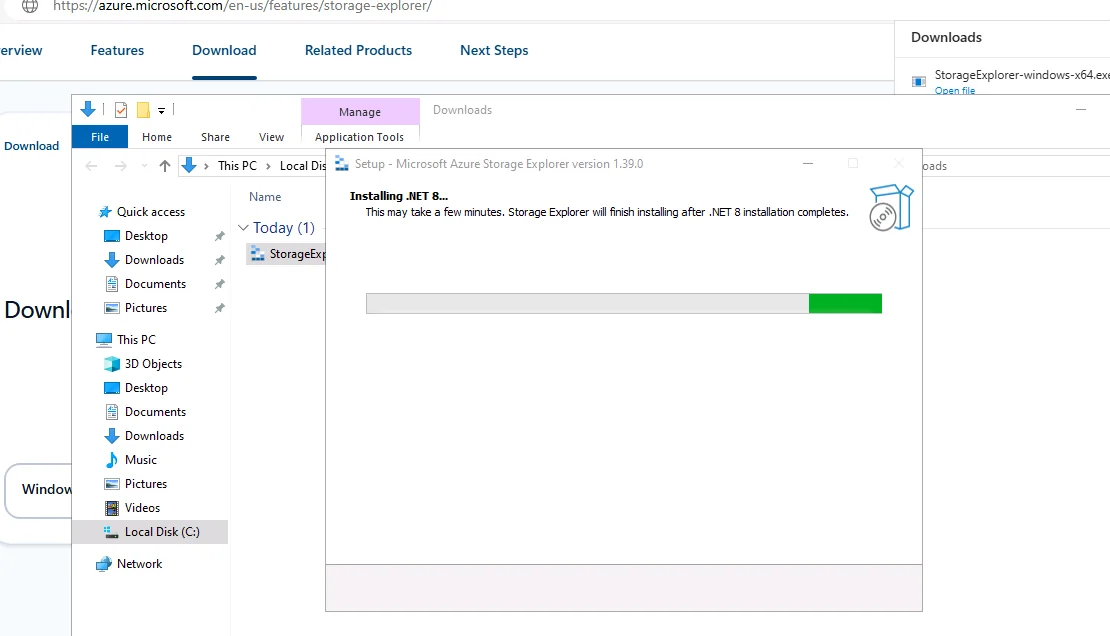 https://azure.microsoft.com/en-us/features/storage-explorer/
erview Features Download Related Products Next Steps
Downloads
StorageExplorer-windows-x64.exe
Open file
Manage Downloads
File Home Share View Application Tools
Download
This PC Local Dis
oads
Setup - Microsoft Azure Storage Explorer version 1.39.0
Installing .NET 8...
This may take a few minutes. Storage Explorer will finish installing after .NET 8 installation completes.
Name
Today (1)
StorageExp
Quick access
Desktop
Downloads
Documents
Pictures
This PC
3D Objects
Desktop
Documents
Downloads
Music
Pictures
Videos
Local Disk (C:)
Network
Downl
Window